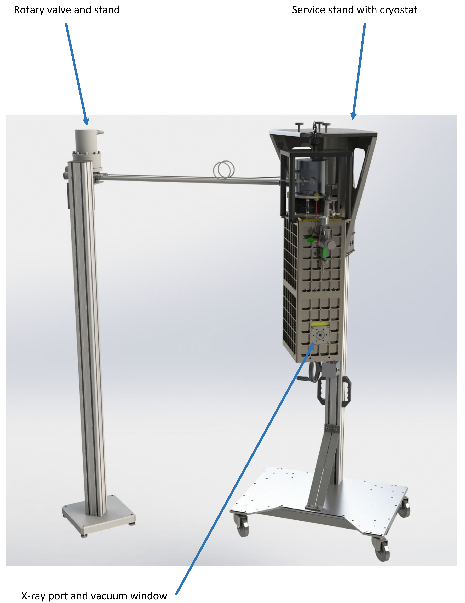 Rotary valve and stand
Service stand with cryostat
X-ray port and vacuum window